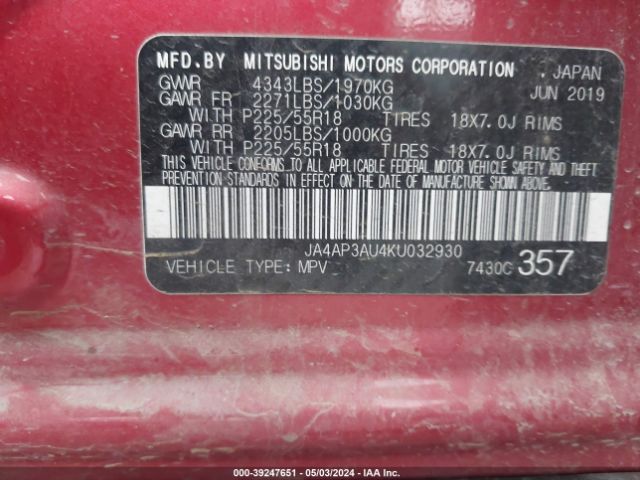 MFD.BY MITSUBISHI MOTORS CORPORATION , JAPAN
GVWR 4343LBS/1970KG JUN 2019
GAWR FR 2271LBS/1030KG
WITH P225/55R18 TIRES 18X7.0J RIMS
GAWR RR 2205LBS/1000KG
WITH P225/55R18 TIRES 18X7.0J RIMS
THIS VEHICLE CONFORMS TO ALL APPLICABLE FEDERAL MOTOR VEHICLE SAFETY AND THEFT
PREVENTION STANDARDS IN EFFECT ON THE DATE OF MANUFACTURE SHOWN ABOVE.
JA4AP3AU4KU032930
VEHICLE TYPE: MPV 7430C 357
000-39247651 - 05/03/2024 - IAAI.COM